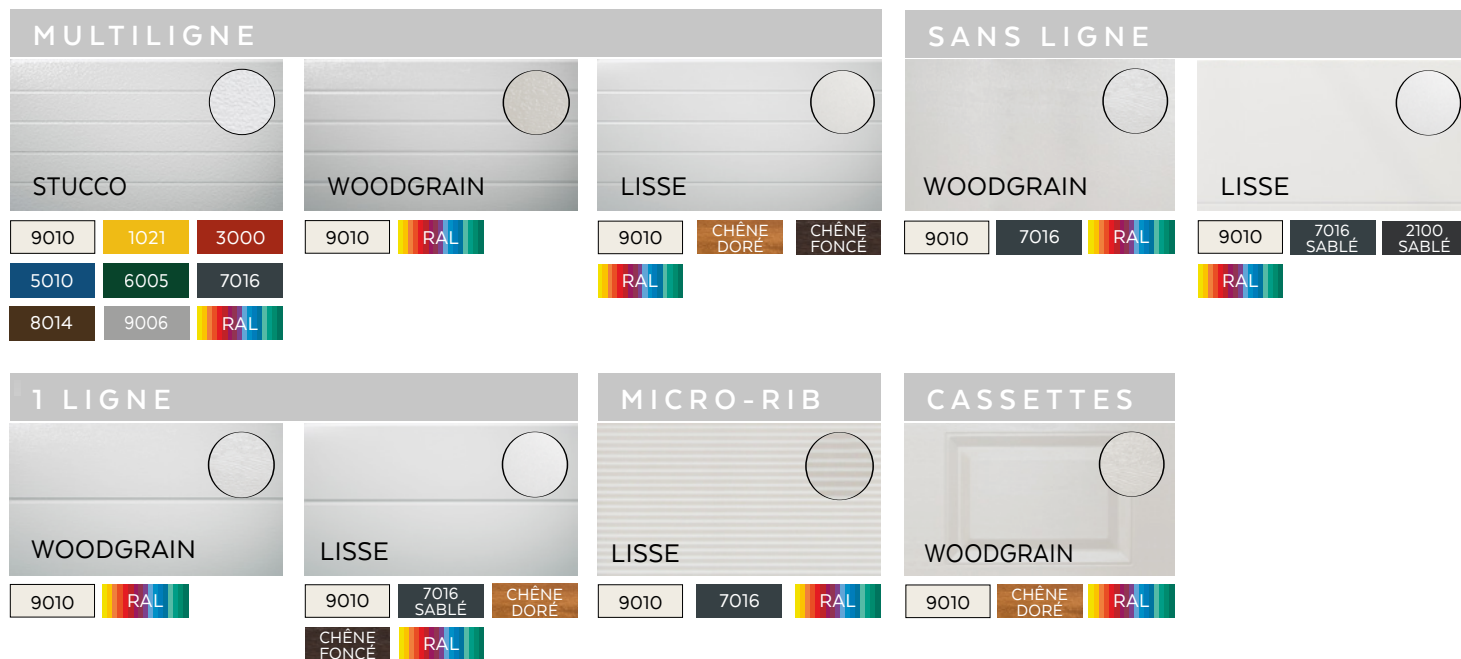 MULTILIGNE
STUCCO
9010 1021 3000
5010 6005 7016
8014 9006 RAL
WOODGRAIN
9010 RAL
LISSE
9010 CHÊNE DORÉ CHÊNE FONCÉ
RAL
SANS LIGNE
WOODGRAIN
9010 7016 RAL
LISSE
9010 7016 SABLÉ 2100 SABLÉ
RAL
1 LIGNE
WOODGRAIN
9010 RAL
LISSE
9010 7016 SABLÉ CHÊNE DORÉ
CHÊNE FONCÉ RAL
MICRO-RIB
LISSE
9010 7016 RAL
CASSETTES
WOODGRAIN
9010 CHÊNE DORÉ RAL